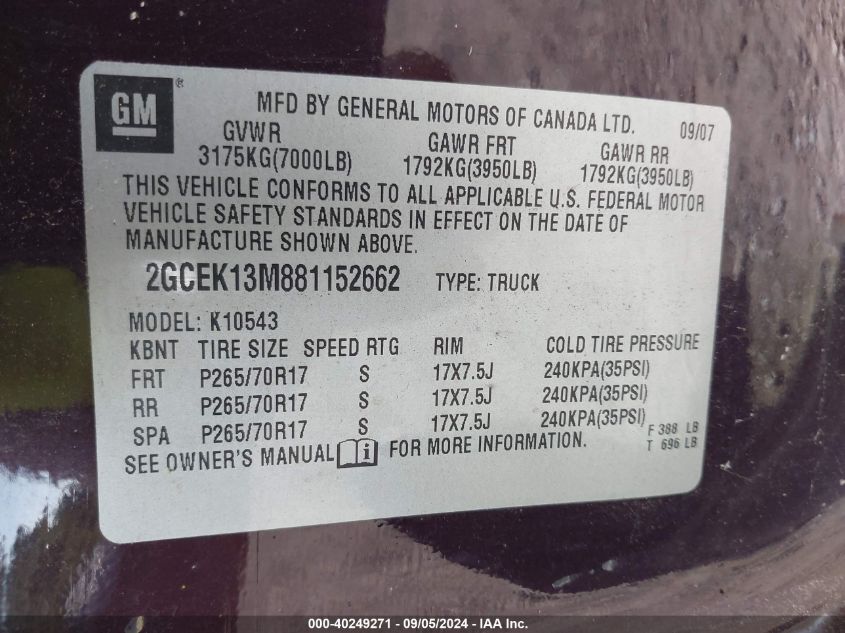 GM ®
MFD BY GENERAL MOTORS OF CANADA LTD. 09/07
GVWR GAWR FRT GAWR RR
3175KG(7000LB) 1792KG(3950LB) 1792KG(3950LB)
THIS VEHICLE CONFORMS TO ALL APPLICABLE U.S. FEDERAL MOTOR
VEHICLE SAFETY STANDARDS IN EFFECT ON THE DATE OF
MANUFACTURE SHOWN ABOVE.
2GCEK13M881152662 TYPE: TRUCK
MODEL: K10543
KBNT TIRE SIZE SPEED RTG RIM COLD TIRE PRESSURE
FRT P265/70R17 S 17X7.5J 240KPA(35PSI)
RR P265/70R17 S 17X7.5J 240KPA(35PSI)
SPA P265/70R17 S 17X7.5J 240KPA(35PSI)
F 388 LB
T 696 LB
SEE OWNER'S MANUAL i FOR MORE INFORMATION.
000-40249271 - 09/05/2024 - IAA Inc.